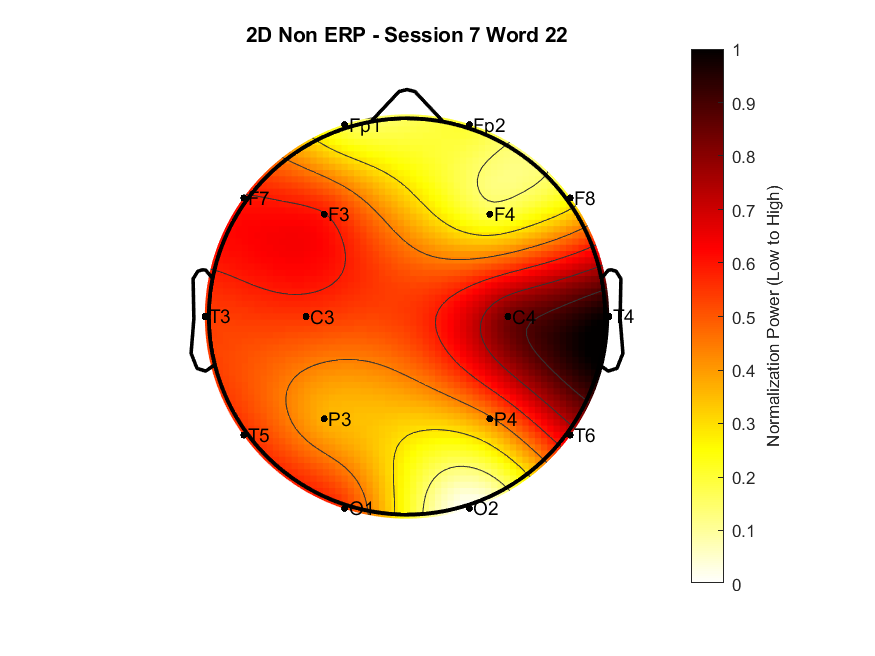 2D Non ERP - Session 7 Word 22
Fp1
Fp2
F7
F3
F4
F8
T3
C3
C4
T4
T5
P3
P4
T6
O1
O2
1
0.9
0.8
0.7
0.6
0.5
0.4
0.3
0.2
0.1
0
Normalization Power (Low to High)